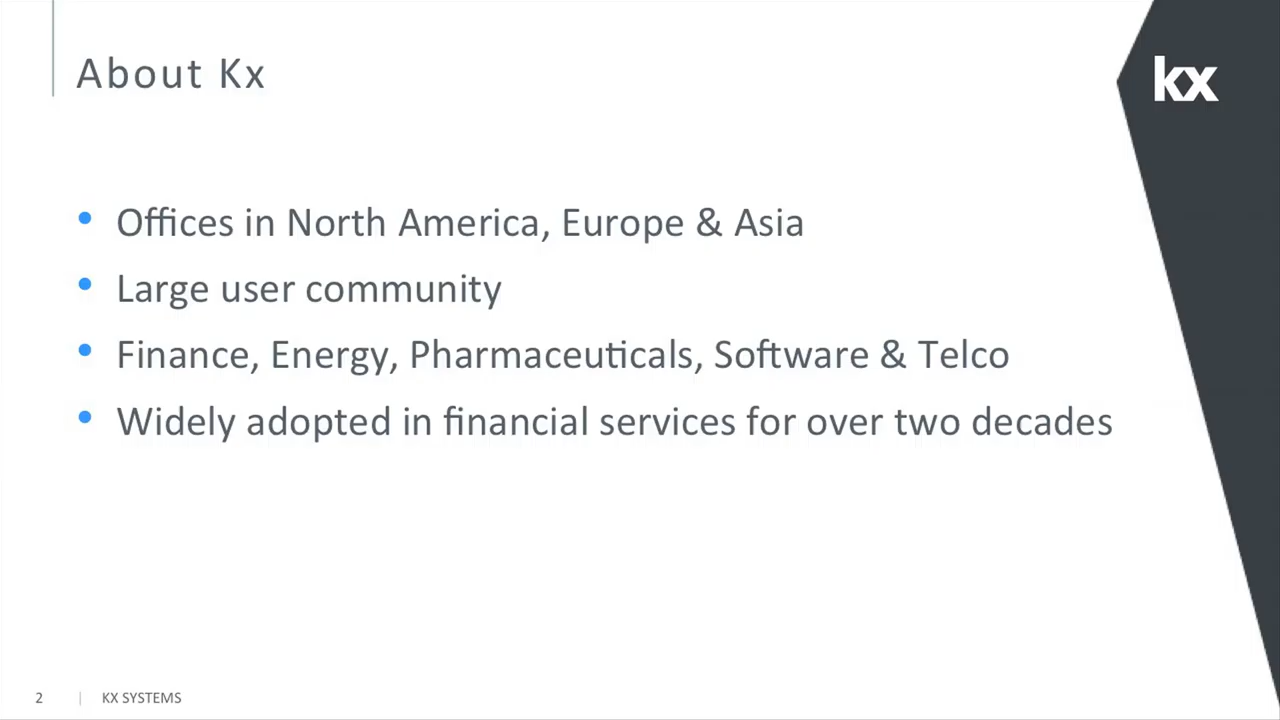 About Kx
kx
• Offices in North America, Europe & Asia
• Large user community
• Finance, Energy, Pharmaceuticals, Software & Telco
• Widely adopted in financial services for over two decades
2 | KX SYSTEMS